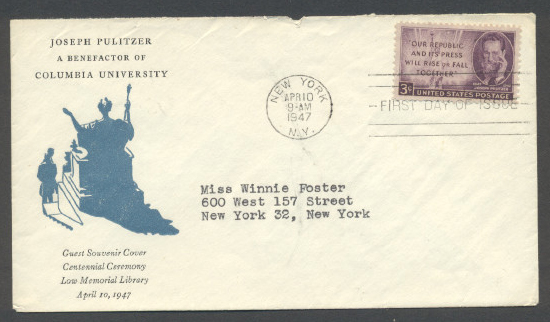 JOSEPH PULITZER
A BENEFACTOR OF
COLUMBIA UNIVERSITY
Guest Souvenir Cover
Centennial Ceremony
Low Memorial Library
April 10, 1947
NEW YORK
APR 10
9-AM
1947
N.Y.
"OUR REPUBLIC
AND ITS PRESS
WILL RISE OR FALL
TOGETHER"
JOSEPH PULITZER
3¢ UNITED STATES POSTAGE
FIRST DAY OF ISSUE
Miss Winnie Foster
600 West 157 Street
New York 32, New York